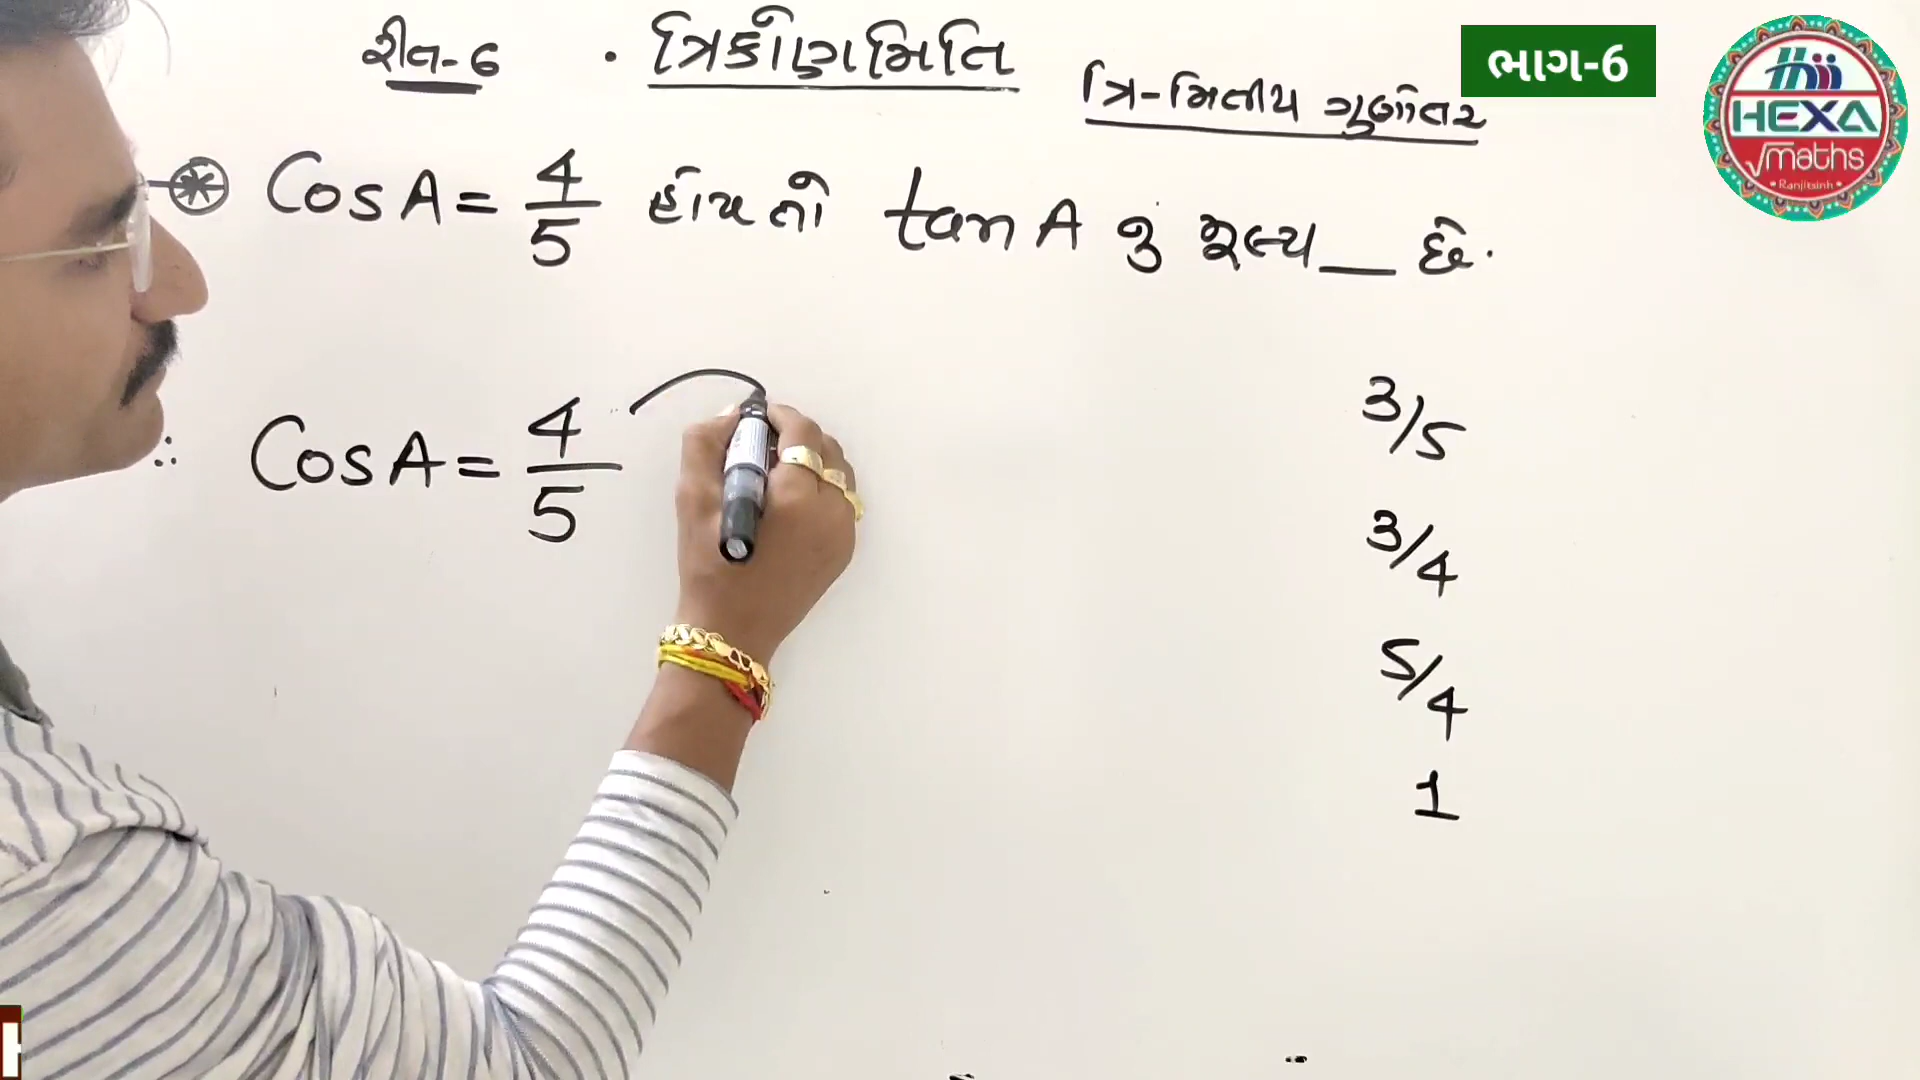 રીત-6 . ત્રિકોણમિતિ
ભાગ-6
ત્રિ-મિતીય ગુણોત્તર
HEXA
√maths
Ranjitsinh
Cos A = 4/5 હોય તો tan A નું મૂલ્ય __ છે.
∴ Cos A = 4/5
3/5
3/4
5/4
1